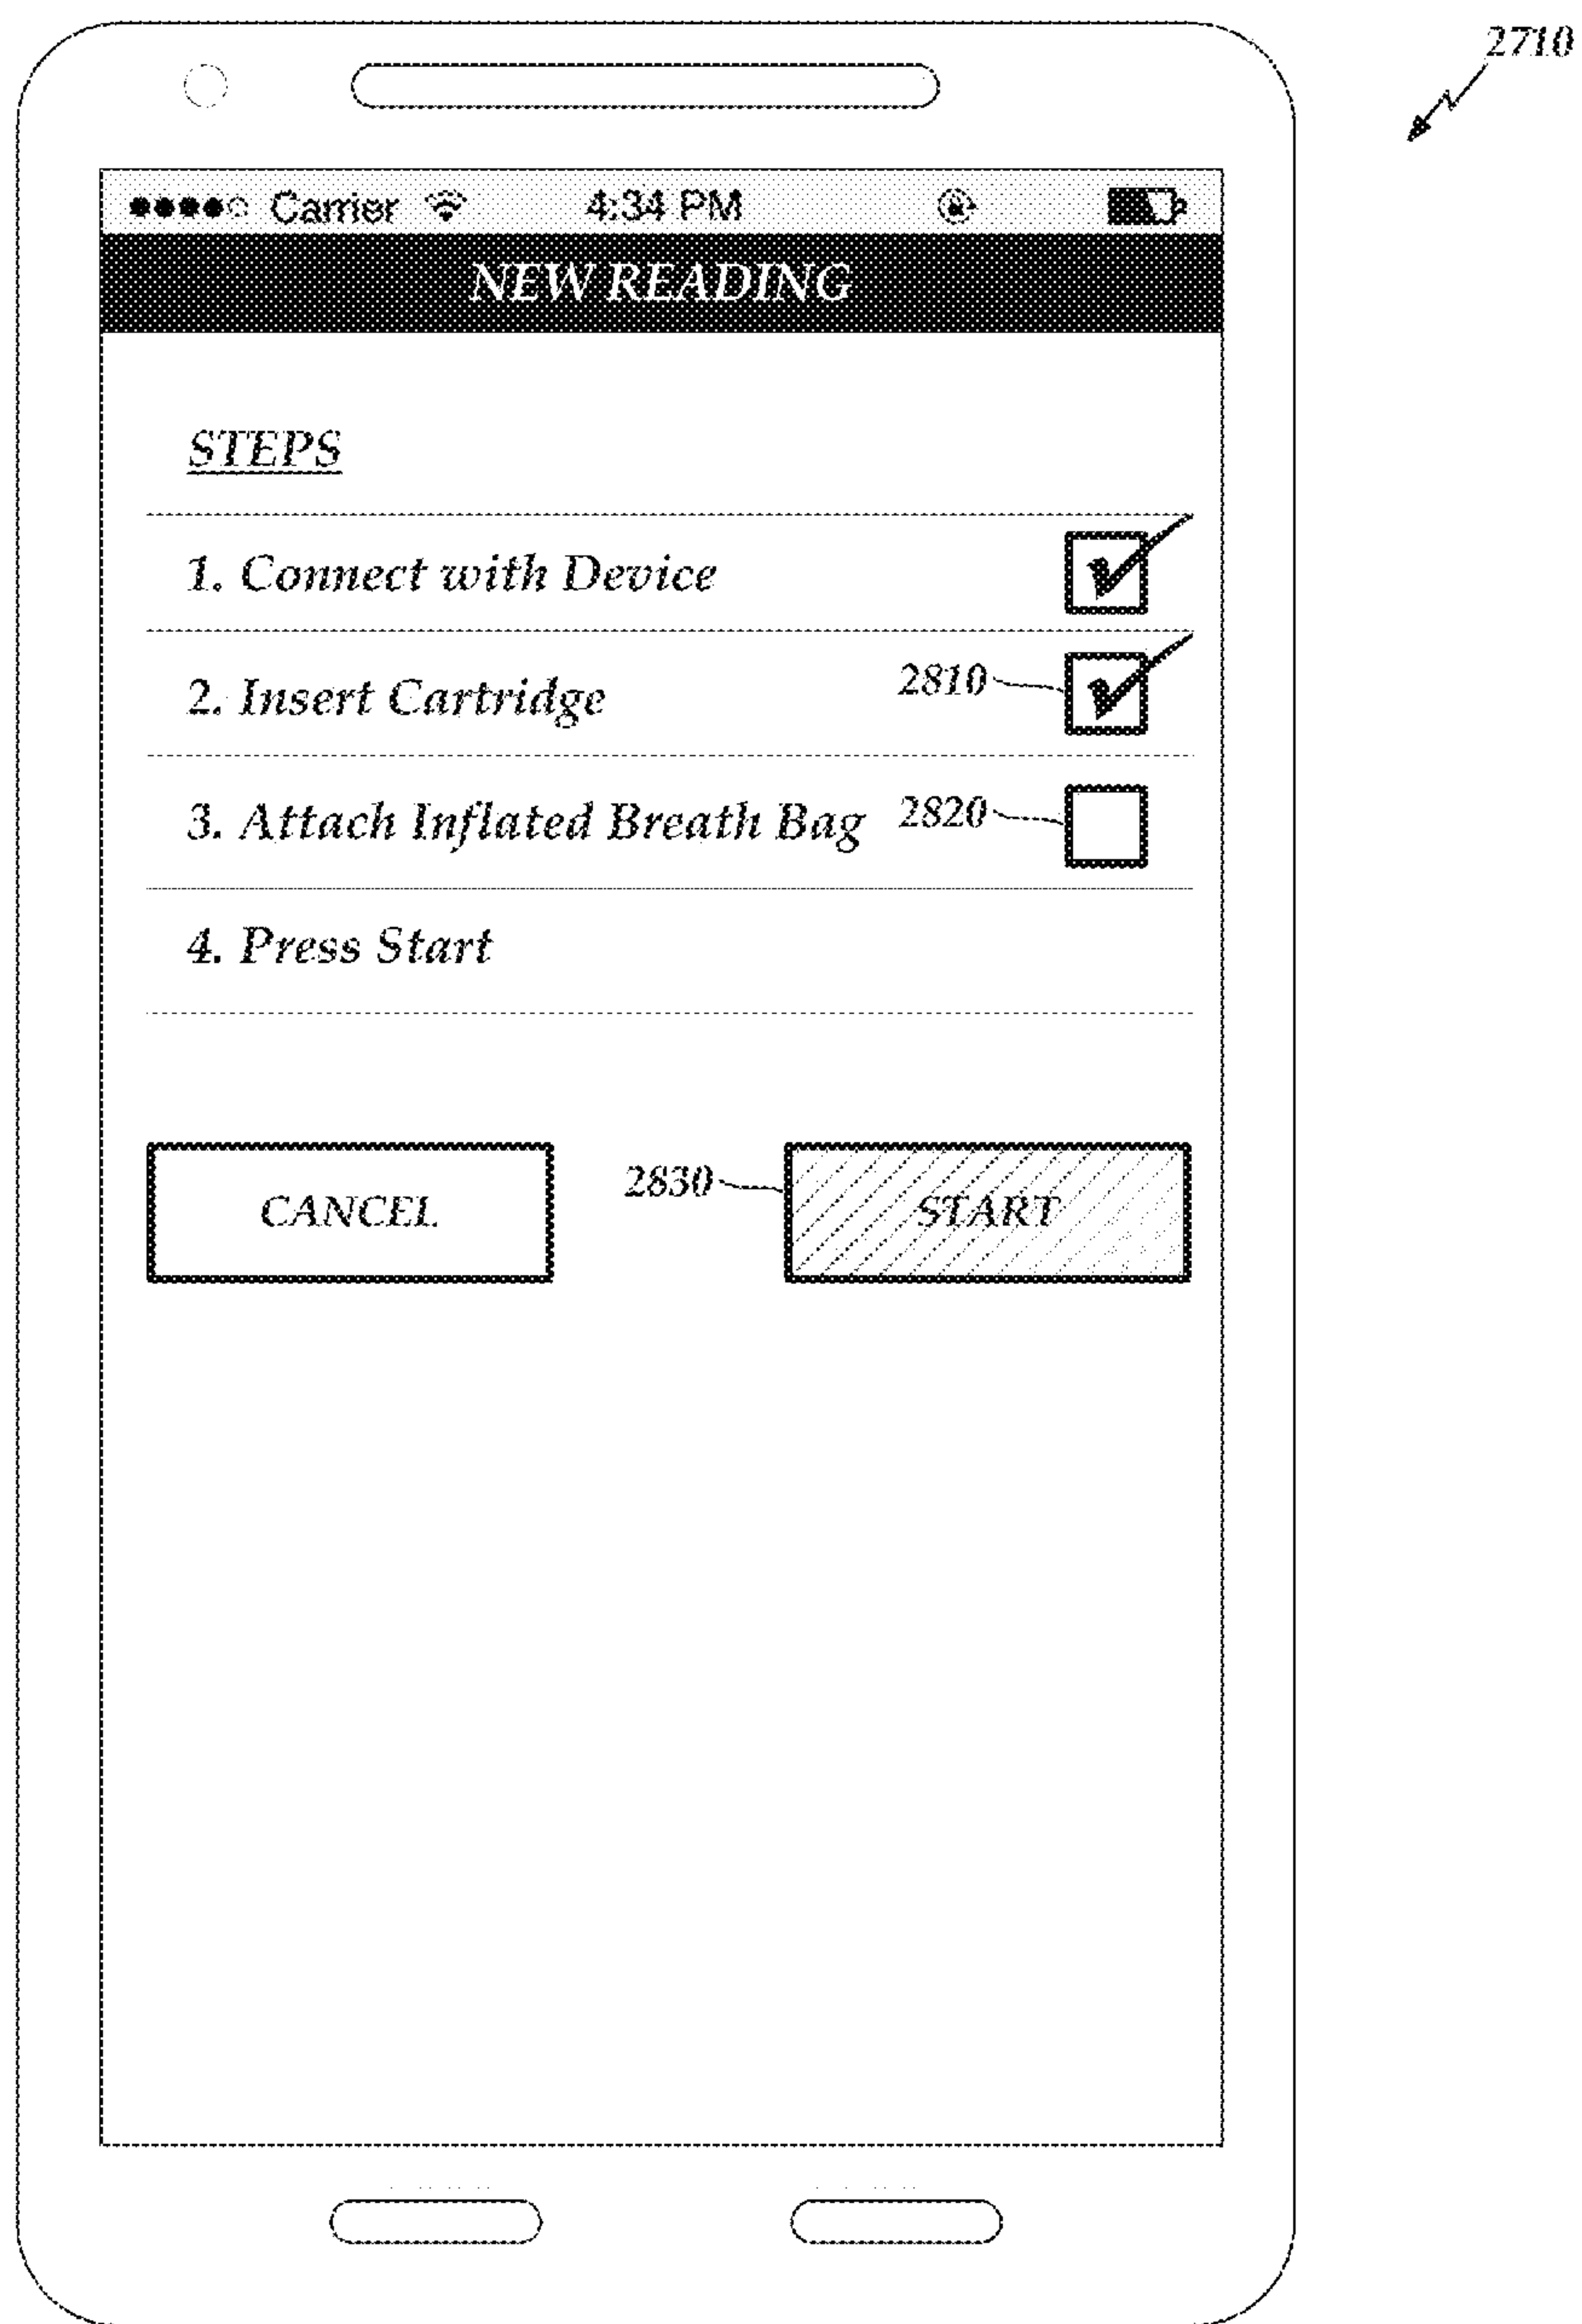 2710
Carrier 4:34 PM
NEW READING
STEPS
1. Connect with Device
2. Insert Cartridge 2810
3. Attach Inflated Breath Bag 2820
4. Press Start
CANCEL 2830 START